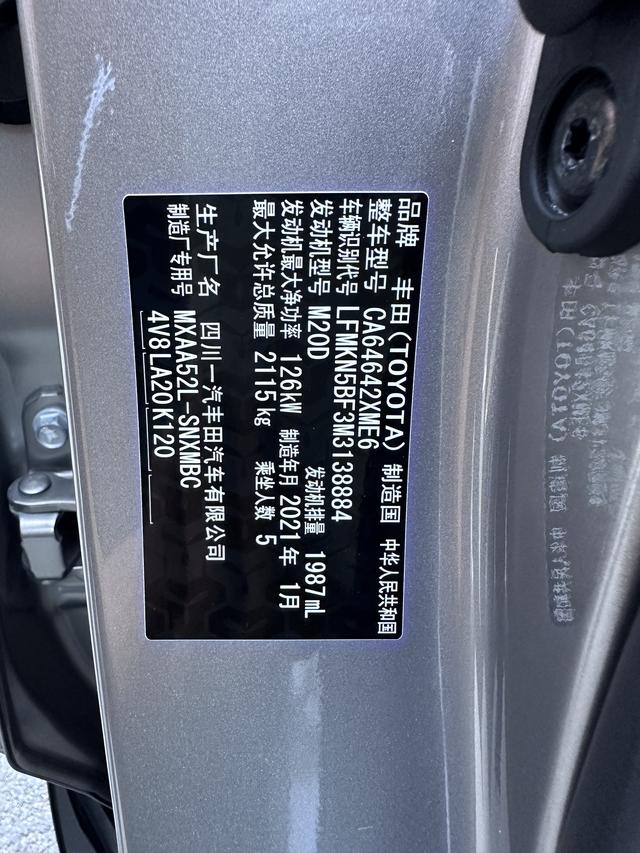 品牌 丰田(TOYOTA) 制造国 中华人民共和国
整车型号 CA64642XME6
车辆识别代号 LFMKN5BF3M3138884
发动机型号 M20D 发动机排量 1987mL
发动机最大净功率 126kW 制造年月 2021年 1月
最大允许总质量 2115kg 乘坐人数 5
生产厂名 四川一汽丰田汽车有限公司
制造厂专用号 MXAA52L-SNXMBC
4V8 LA20 K120